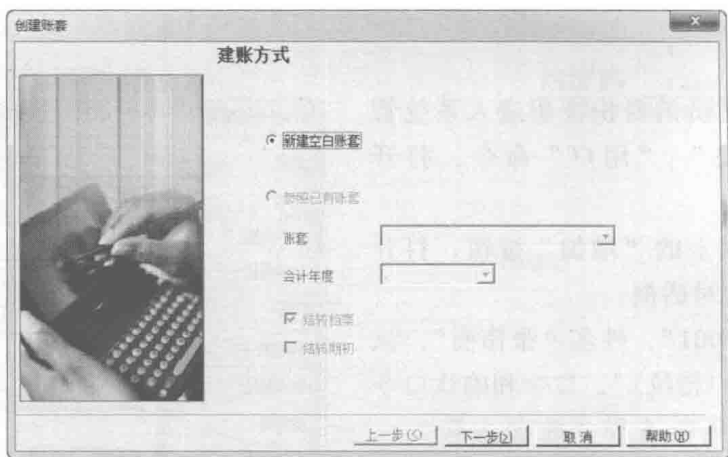 创建账套
建账方式
新建空白账套
参照已有账套
账套
会计年度
结转档案
结转期初
上一步(S) 下一步(N) 取消 帮助(H)